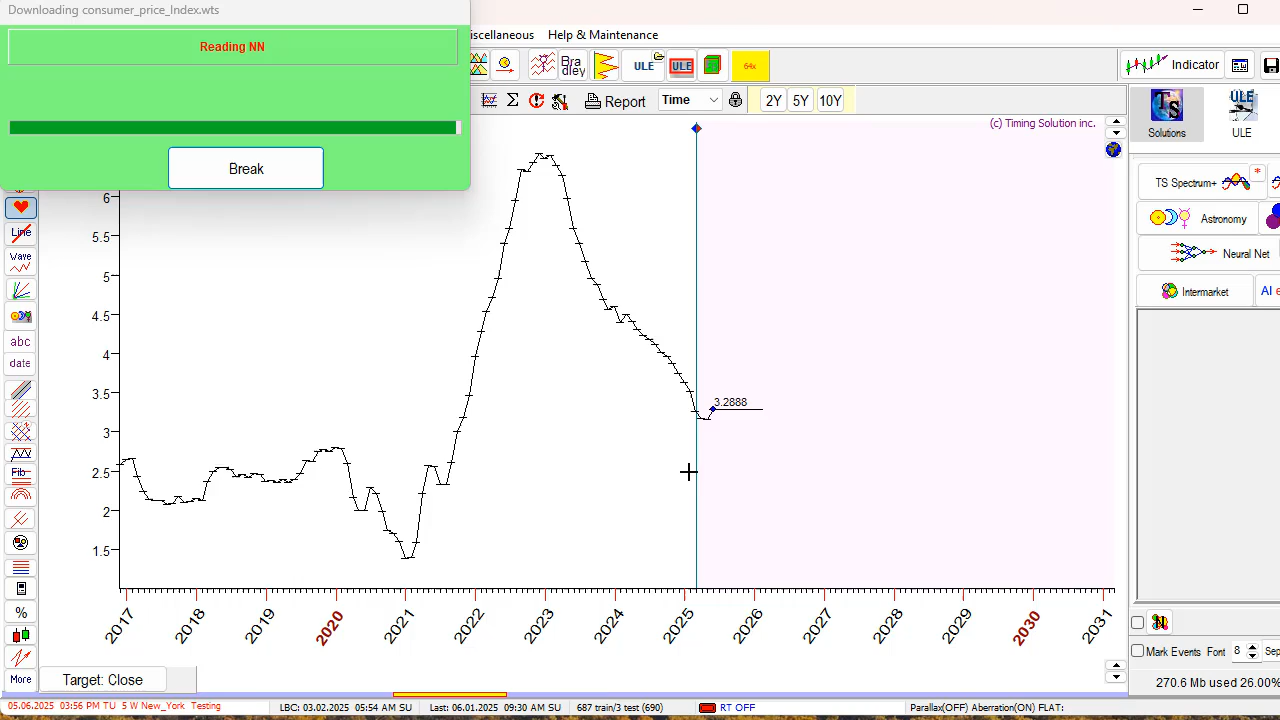 Downloading consumer_price_Index.wts
Reading NN
Break
iscellaneous Help & Maintenance
Bra dley
ULE
ULE
64x
Indicator
Report
Time
2Y 5Y 10Y
(c) Timing Solution inc.
Solutions
ULE
TS Spectrum+ *
Astronomy
Neural Net
Intermarket
AI e
Line
Wave
abc
date
Fib
%
More
6
5.5
5
4.5
4
3.5
3
2.5
2
1.5
3.2888
2017 2018 2019 2020 2021 2022 2023 2024 2025 2026 2027 2028 2029 2030 2031
Target: Close
N
Mark Events Font 8 Sep
270.6 Mb used 26.00%
05.06.2025 03:56 PM TU 5 W New_York Testing
LBC: 03.02.2025 05:54 AM SU
Last: 06.01.2025 09:30 AM SU
687 train/3 test (690)
RT OFF
Parallax(OFF) Aberration(ON) FLAT: